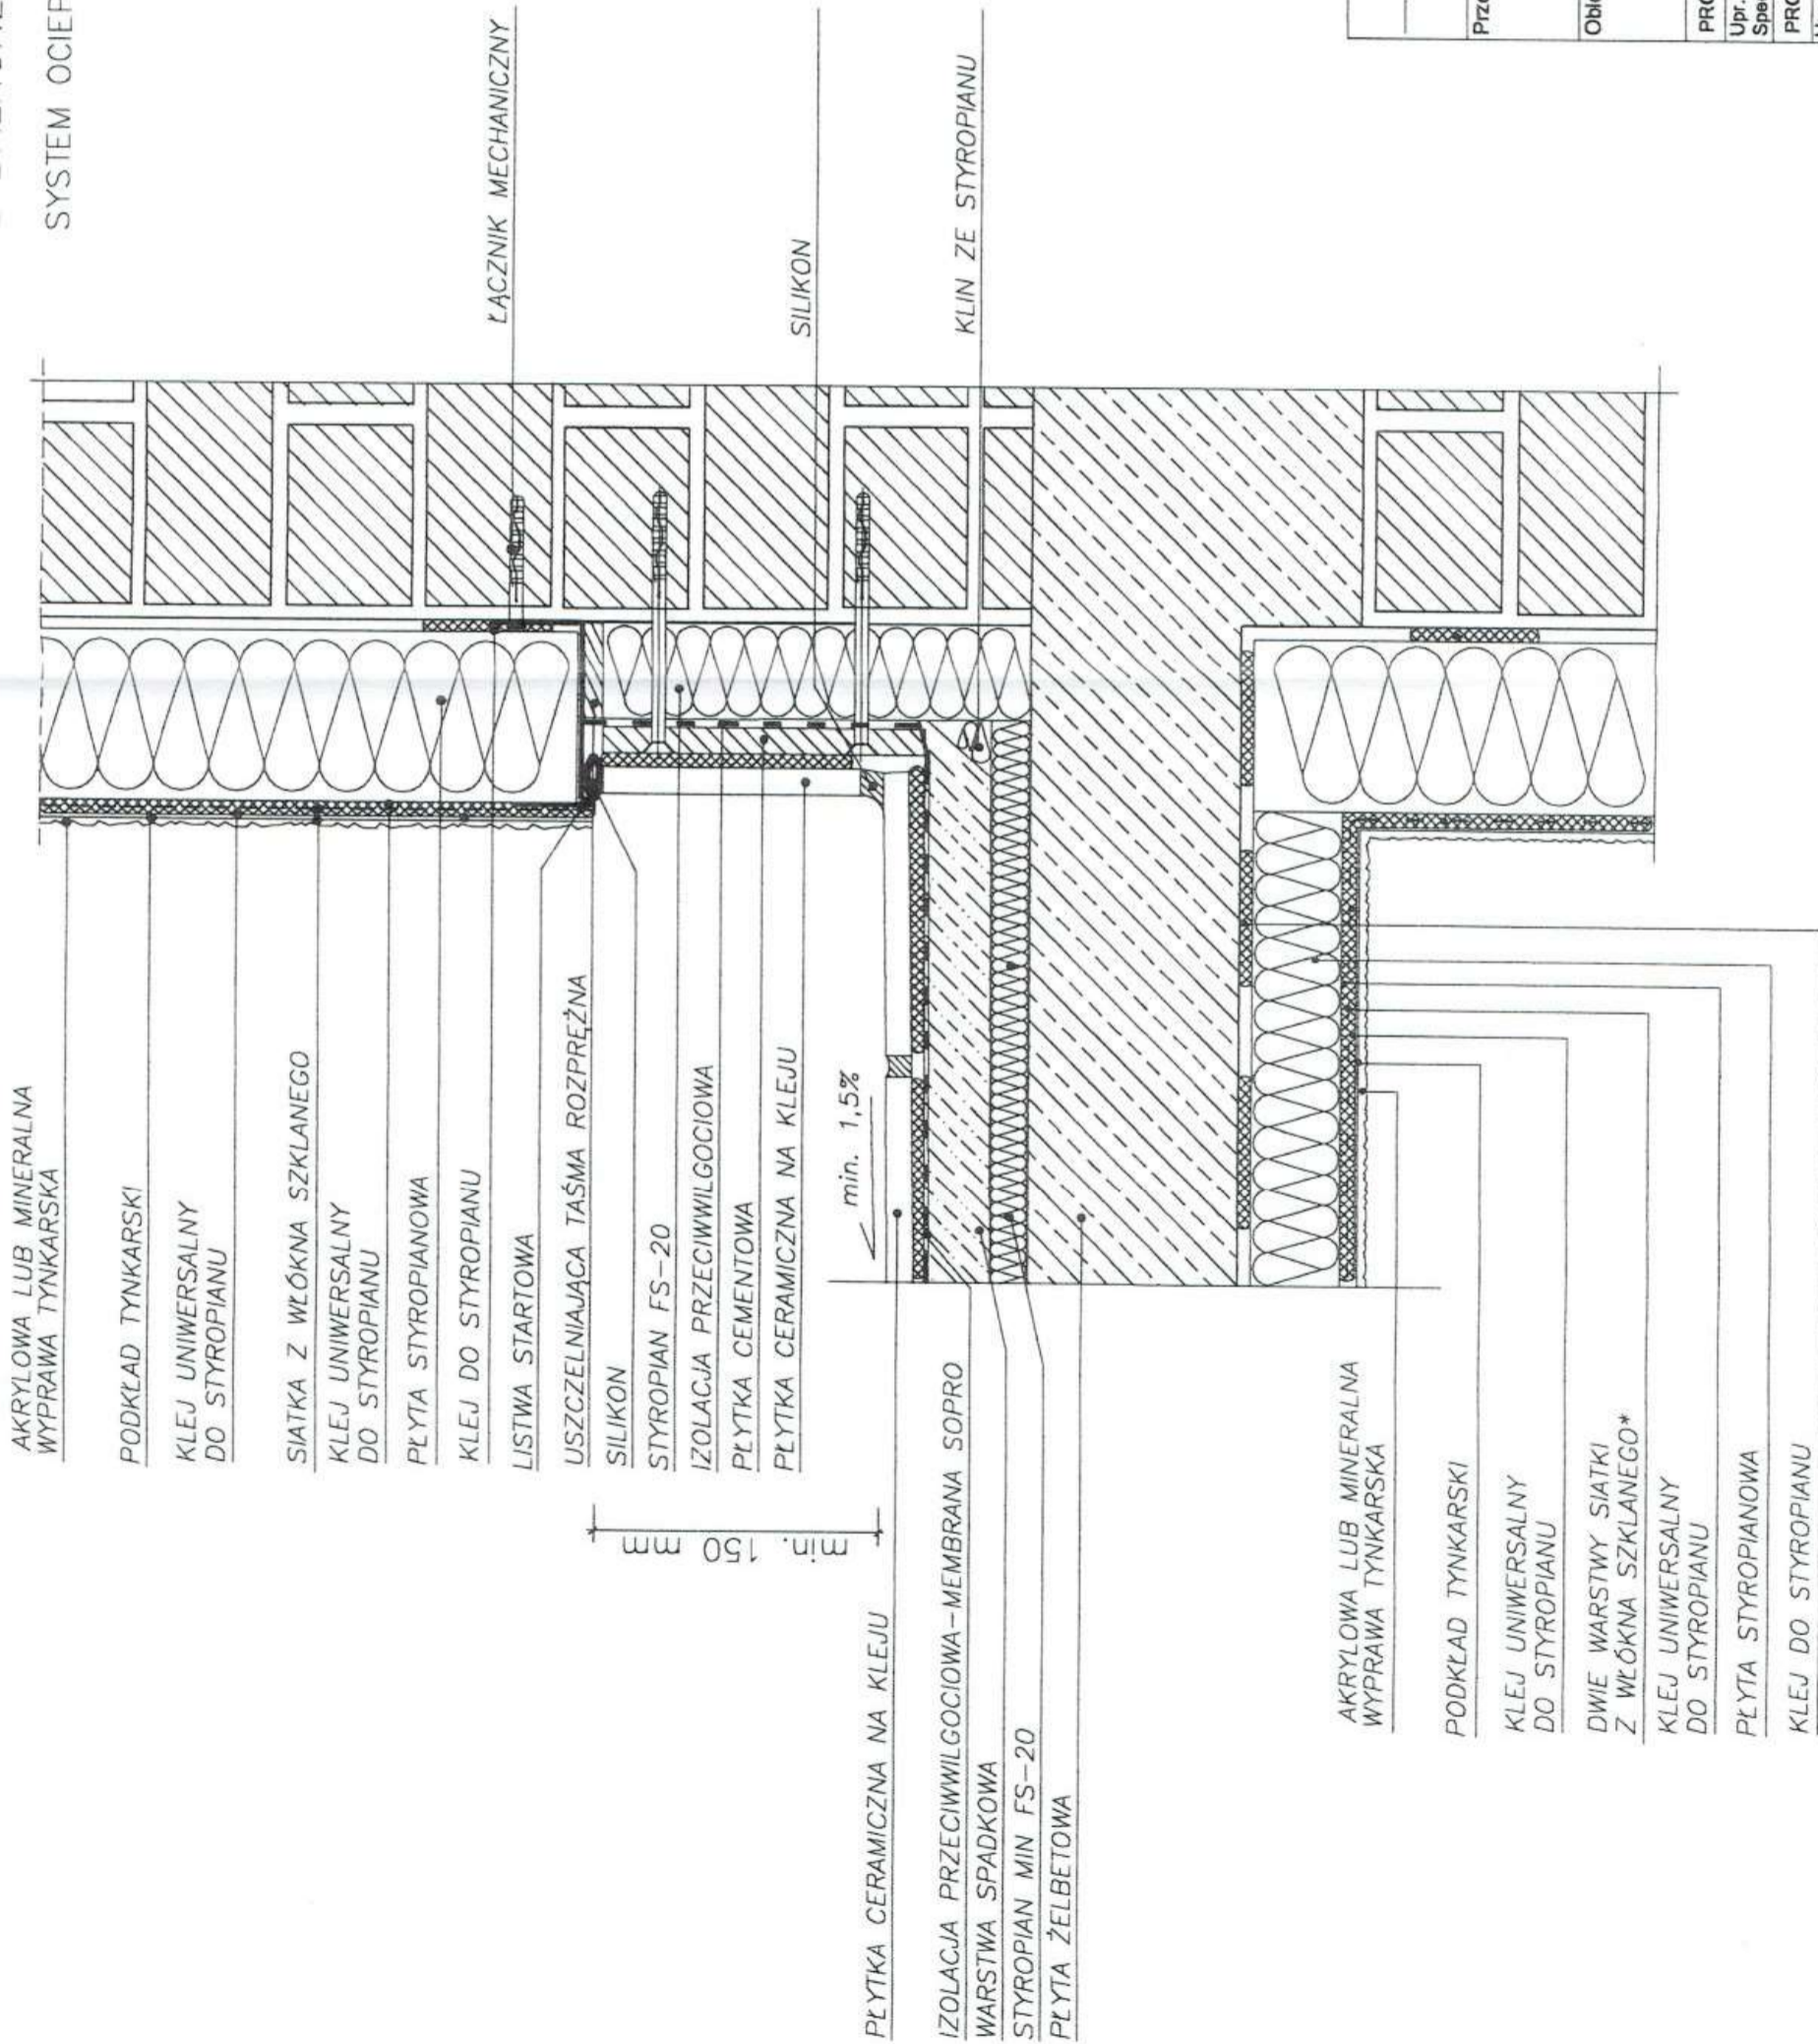 SYSTEM
ŁĄCZNIK MECHANICZNY
SILIKON
KLIN ZE STYROPIANU
AKRYLOWA LUB MINERALNA
WYPRAWA TYNKARSKA
PODKŁAD TYNKARSKI
KLEJ UNIWERSALNY
DO STYROPIANU
SIATKA Z WŁÓKNA SZKLANEGO
KLEJ UNIWERSALNY
DO STYROPIANU
PŁYTA STYROPIANOWA
KLEJ DO STYROPIANU
LISTWA STARTOWA
USZCZELNIAJĄCA TAŚMA ROZPRĘŻNA
SILIKON
STYROPIAN FS-20
IZOLACJA PRZECIWWILGOCIOWA
PŁYTKA CEMENTOWA
PŁYTKA CERAMICZNA NA KLEJU
min. 1,5%
min. 150 mm
PŁYTKA CERAMICZNA NA KLEJU
IZOLACJA PRZECIWWILGOCIOWA-MEMBRANA SOPRO
WARSTWA SPADKOWA
STYROPIAN MIN FS-20
PŁYTA ŻELBETOWA
AKRYLOWA LUB MINERALNA
WYPRAWA TYNKARSKA
PODKŁAD TYNKARSKI
KLEJ UNIWERSALNY
DO STYROPIANU
DWIE WARSTWY SIATKI
Z WŁÓKNA SZKLANEGO*
KLEJ UNIWERSALNY
DO STYROPIANU
PŁYTA STYROPIANOWA
KLEJ DO STYROPIANU
Upr.